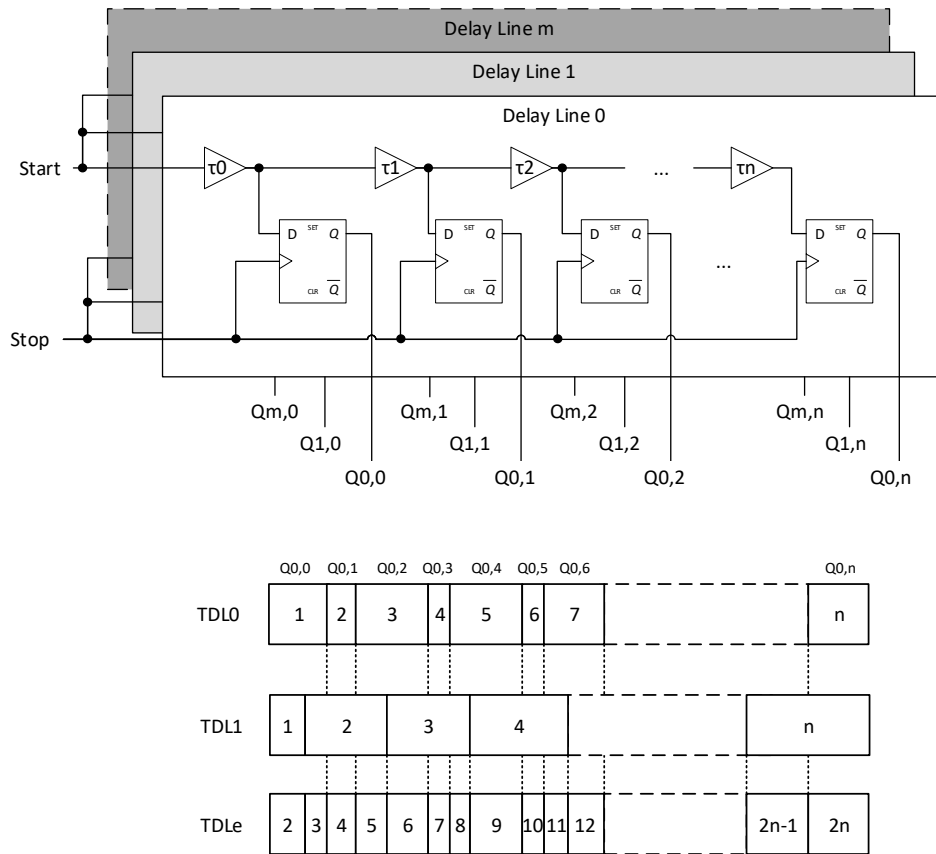 Delay Line m
Delay Line 1
Delay Line 0
Start
τ0
τ1
τ2
...
τn
D SET Q
CLR Q
D SET Q
CLR Q
D SET Q
CLR Q
...
D SET Q
CLR Q
Stop
Qm,0
Qm,1
Qm,2
Qm,n
Q1,0
Q1,1
Q1,2
Q1,n
Q0,0
Q0,1
Q0,2
Q0,n
Q0,0 Q0,1 Q0,2 Q0,3 Q0,4 Q0,5 Q0,6 Q0,n
TDL0 1 2 3 4 5 6 7 n
TDL1 1 2 3 4 n
TDLe 2 3 4 5 6 7 8 9 10 11 12 2n-1 2n